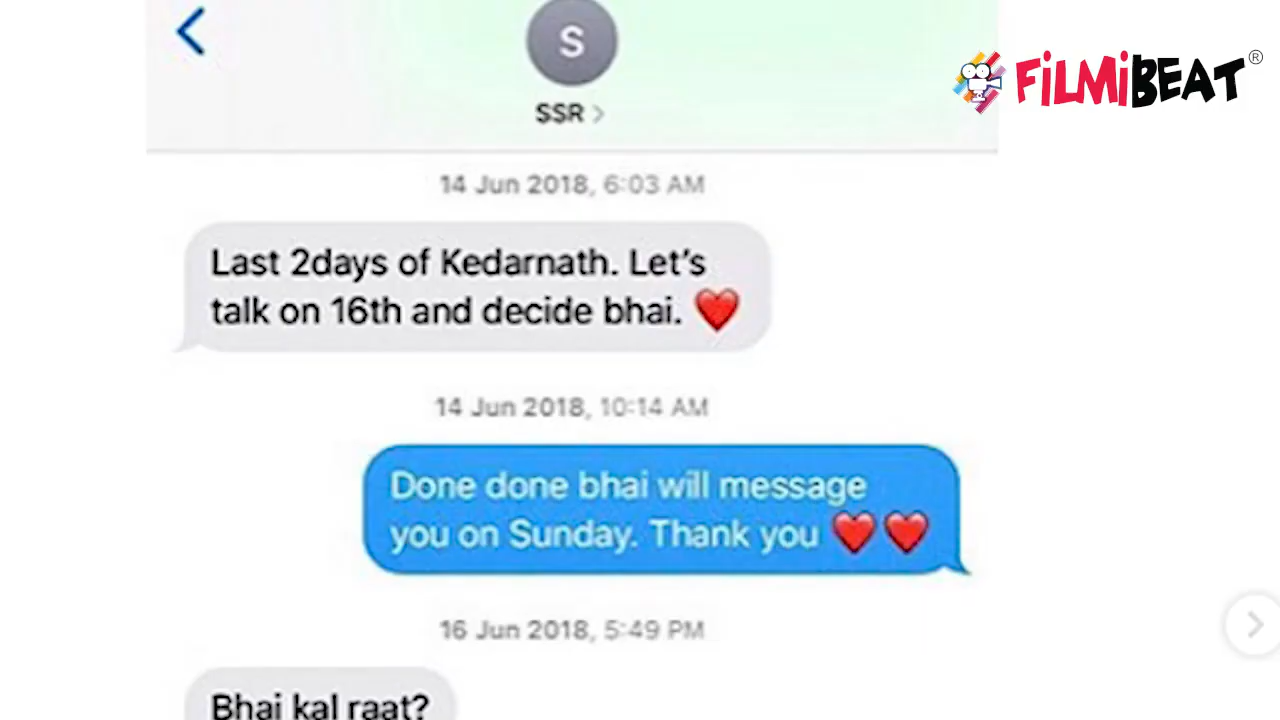 S
SSR >
FiLMiBEAT®
14 Jun 2018, 6:03 AM
Last 2days of Kedarnath. Let's
talk on 16th and decide bhai. ❤️
14 Jun 2018, 10:14 AM
Done done bhai will message
you on Sunday. Thank you ❤️❤️
16 Jun 2018, 5:49 PM
Bhai kal raat?